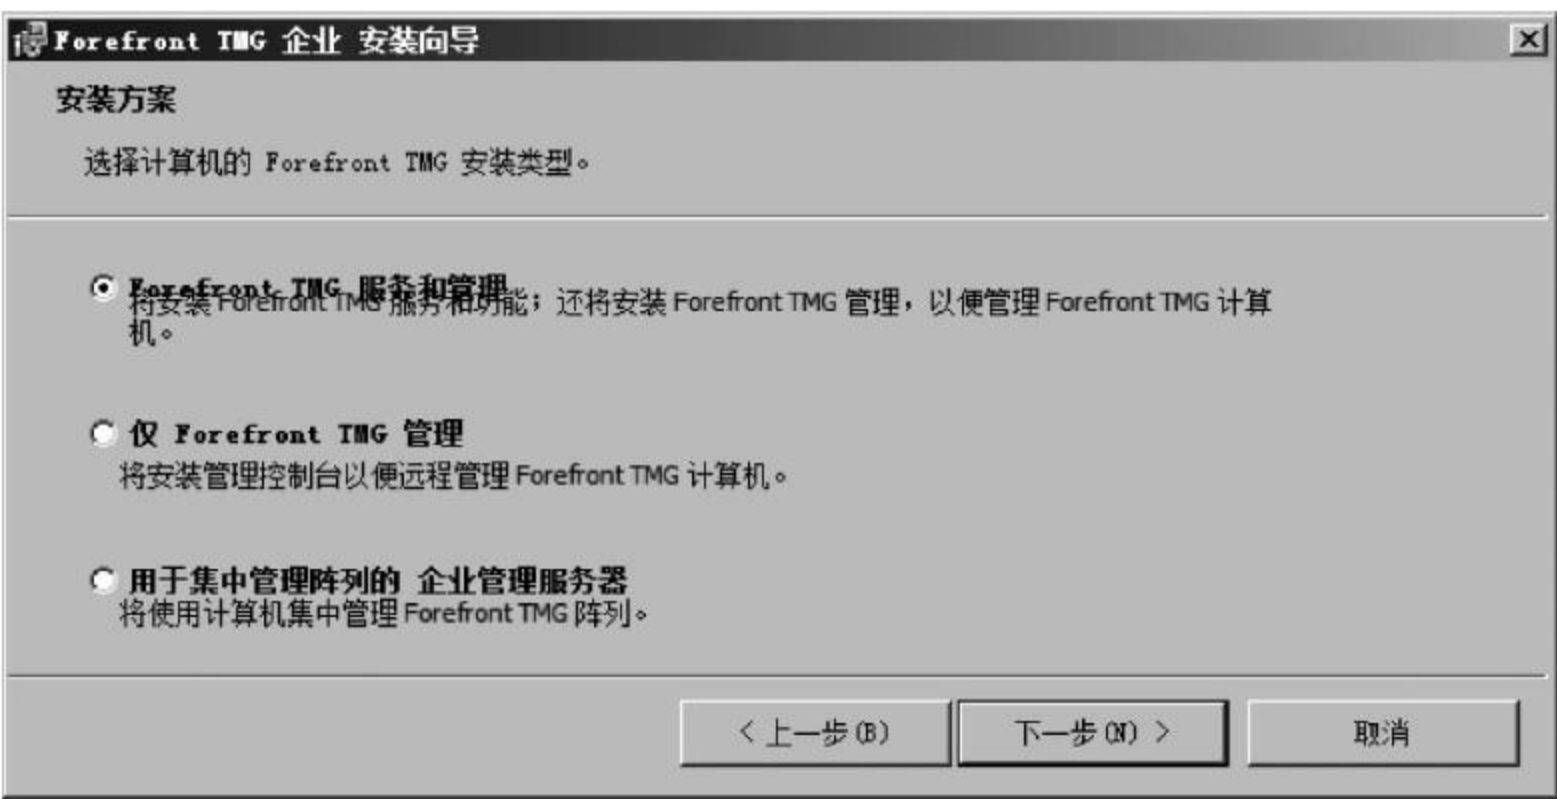 Forefront TMG 企业 安装向导
安装方案
选择计算机的 Forefront TMG 安装类型。
Forefront TMG 服务和管理
将安装 Forefront TMG 服务和功能；还将安装 Forefront TMG 管理，以便管理 Forefront TMG 计算
机。
仅 Forefront TMG 管理
将安装管理控制台以便远程管理 Forefront TMG 计算机。
用于集中管理阵列的 企业管理服务器
将使用计算机集中管理 Forefront TMG 阵列。
< 上一步(B) 下一步(N) > 取消